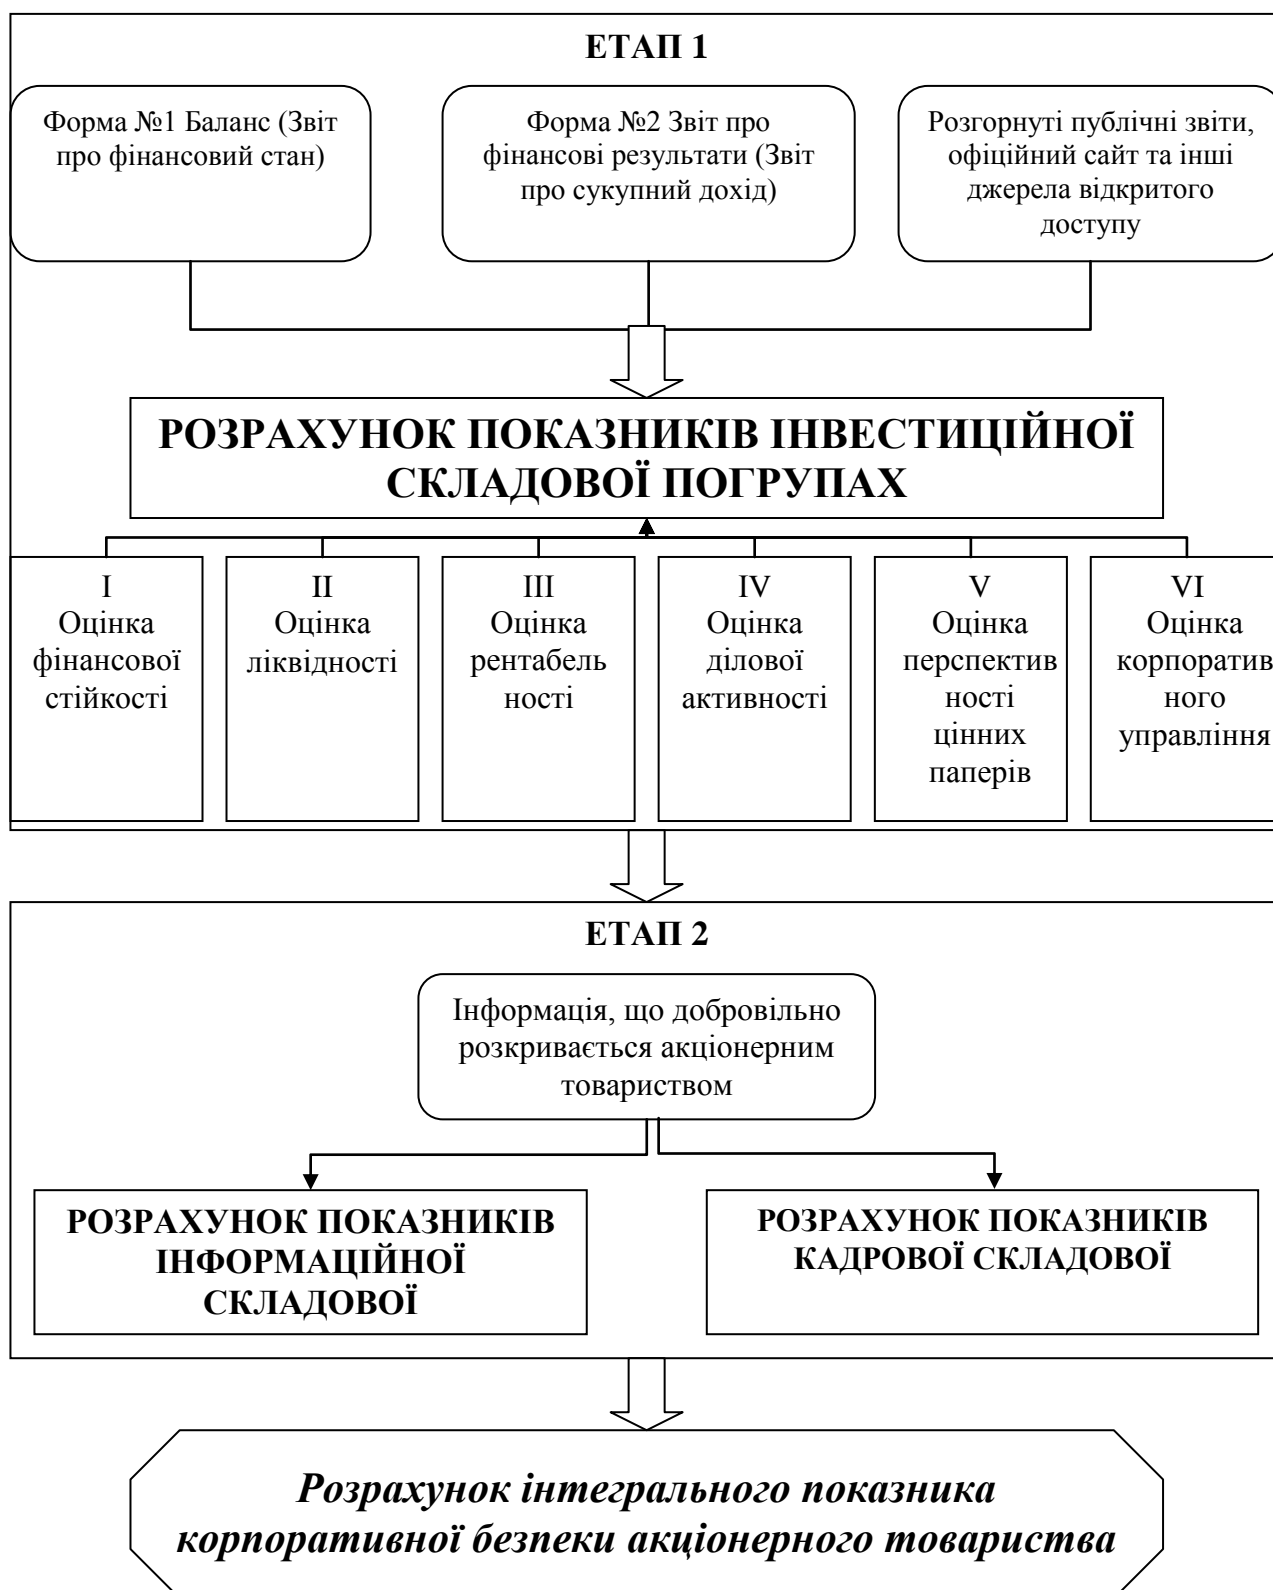 ЕТАП 1
Форма №1 Баланс (Звіт
про фінансовий стан)
Форма №2 Звіт про
фінансові результати (Звіт
про сукупний дохід)
Розгорнуті публічні звіти,
офіційний сайт та інші
джерела відкритого
доступу
РОЗРАХУНОК ПОКАЗНИКІВ ІНВЕСТИЦІЙНОЇ
СКЛАДОВОЇ ПОГРУПАХ
I
Оцінка
фінансової
стійкості
II
Оцінка
ліквідності
III
Оцінка
рентабель
ності
IV
Оцінка
ділової
активності
V
Оцінка
перспектив
ності
цінних
паперів
VI
Оцінка
корпоратив
ного
управління
ЕТАП 2
Інформація, що добровільно
розкривається акціонерним
товариством
РОЗРАХУНОК ПОКАЗНИКІВ
ІНФОРМАЦІЙНОЇ
СКЛАДОВОЇ
РОЗРАХУНОК ПОКАЗНИКІВ
КАДРОВОЇ СКЛАДОВОЇ
Розрахунок інтегрального показника
корпоративної безпеки акціонерного товариства